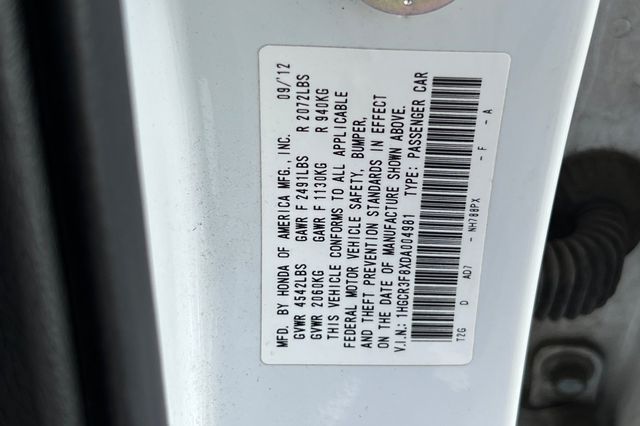 MFD. BY HONDA OF AMERICA MFG., INC. 09/12
GVWR 4542LBS GAWR F 2491LBS R 2072LBS
GVWR 2060KG GAWR F 1130KG R 940KG
THIS VEHICLE CONFORMS TO ALL APPLICABLE
FEDERAL MOTOR VEHICLE SAFETY, BUMPER,
AND THEFT PREVENTION STANDARDS IN EFFECT
ON THE DATE OF MANUFACTURE SHOWN ABOVE.
V.I.N.: 1HGCR3F8XDA004981 TYPE: PASSENGER CAR
T2G D AD7 - NH788PX - F - A